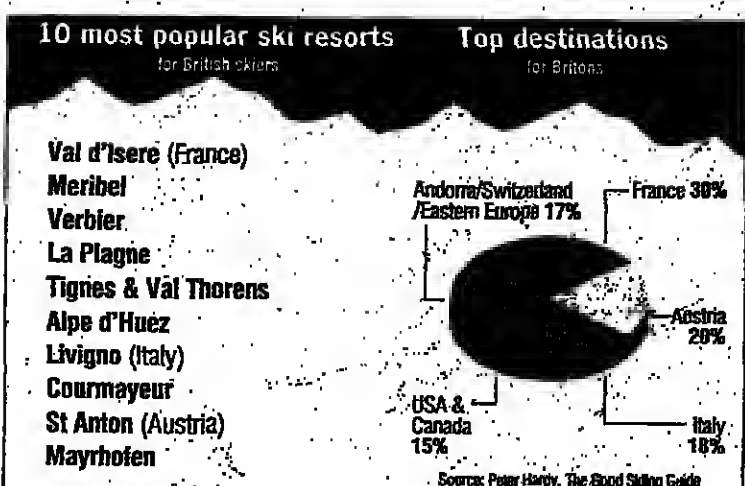 10 most popular ski resorts
for British skiers
Val d'Isere (France)
Meribel
Verbier
La Plagne
Tignes & Val Thorens
Alpe d'Huez
Livigno (Italy)
Courmayeur
St Anton (Austria)
Mayrhofen
Top destinations
for Britons
Andorra/Switzerland
/Eastern Europe 17%
France 30%
Austria
20%
Italy
18%
USA &
Canada
15%
Source: Peter Hardy, The Good Skiing Guide